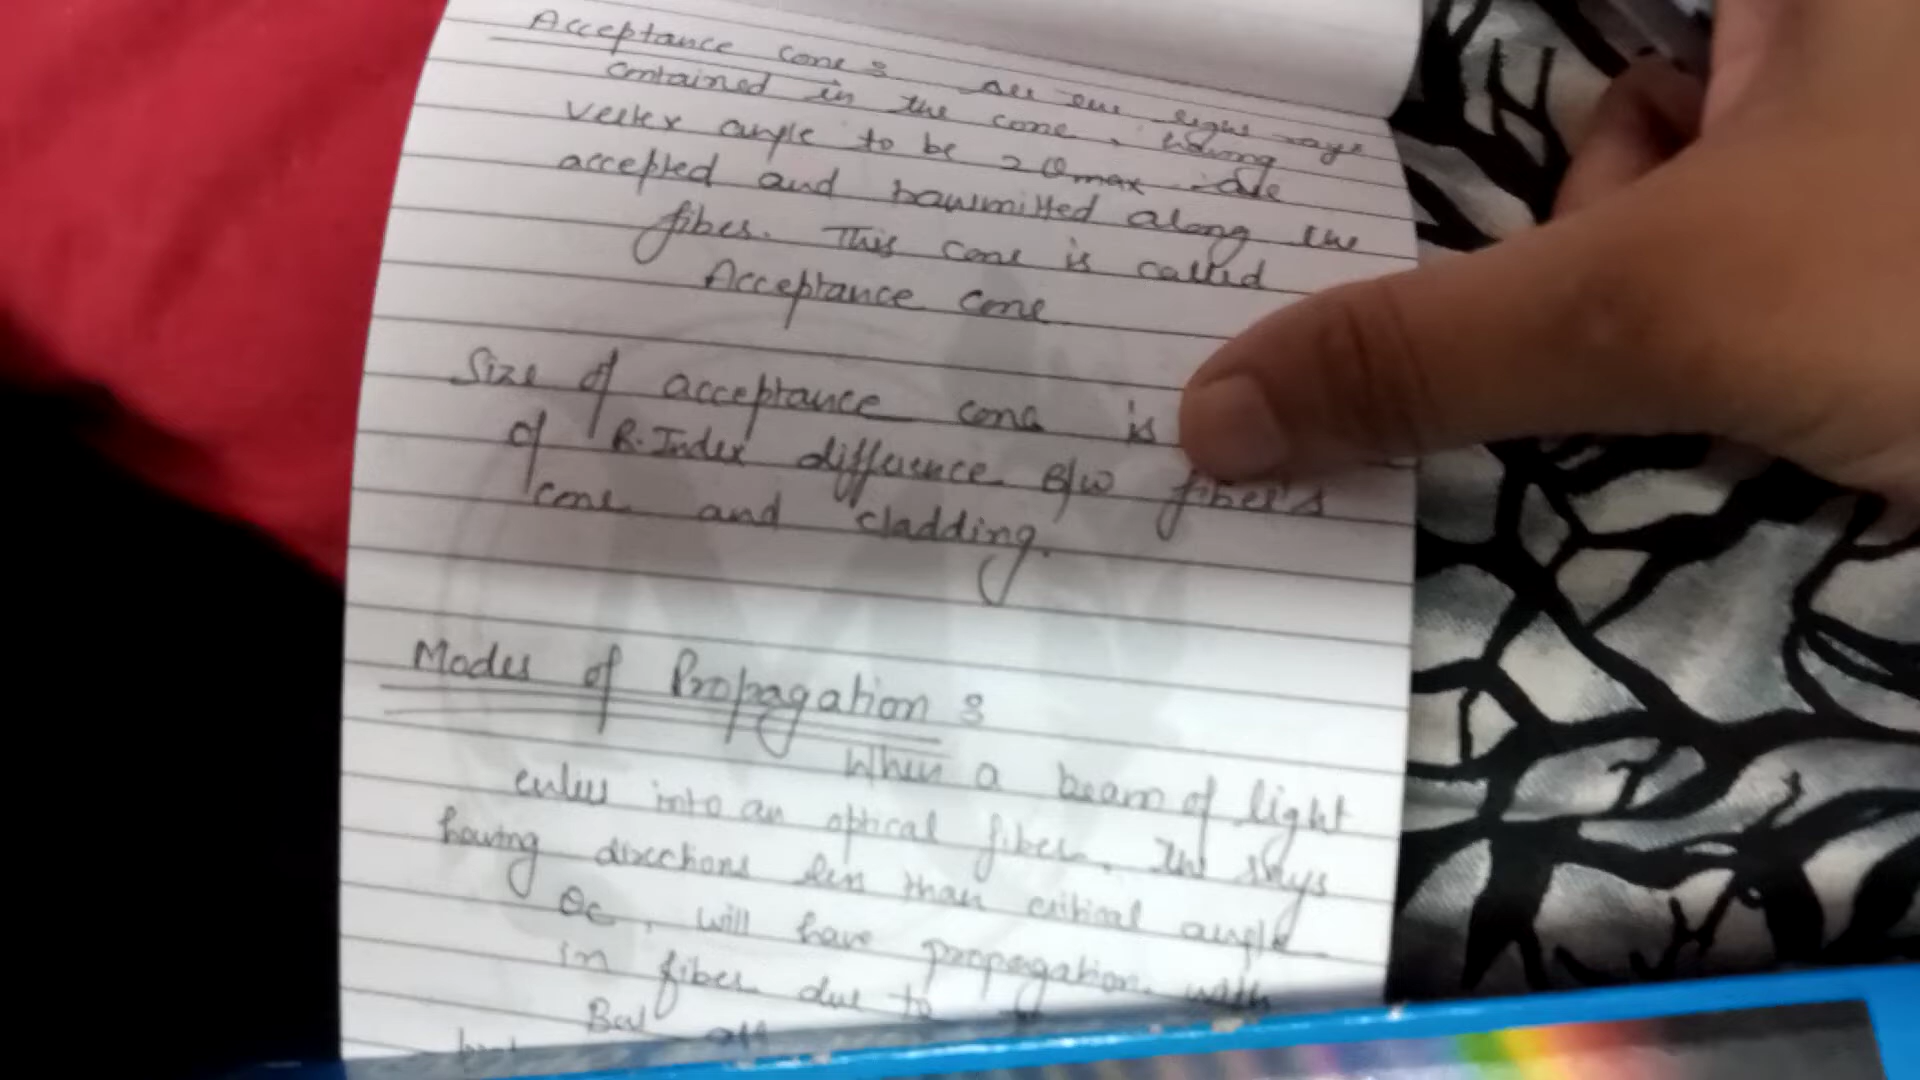 Acceptance Cone : All the light rays
contained in the cone, having
vertex angle to be 2θmax are
accepted and transmitted along the
fiber. This cone is called
Acceptance Cone
Size of acceptance cone is
of R.Index difference B/w fiber's
core and cladding.
Modes of Propagation :
When a beam of light
enters into an optical fiber, The rays
having directions less than critical angle
θc, will have propagation
in fiber due to
But